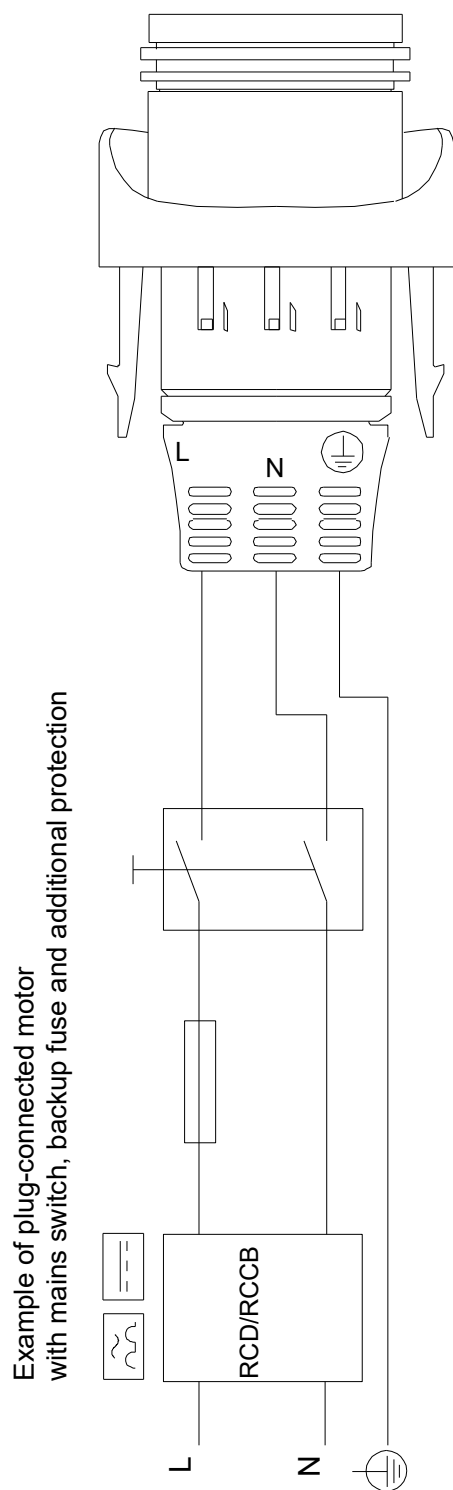 Example of plug-connected motor
with mains switch, backup fuse and additional protection
L
N
RCD/RCCB
L
N